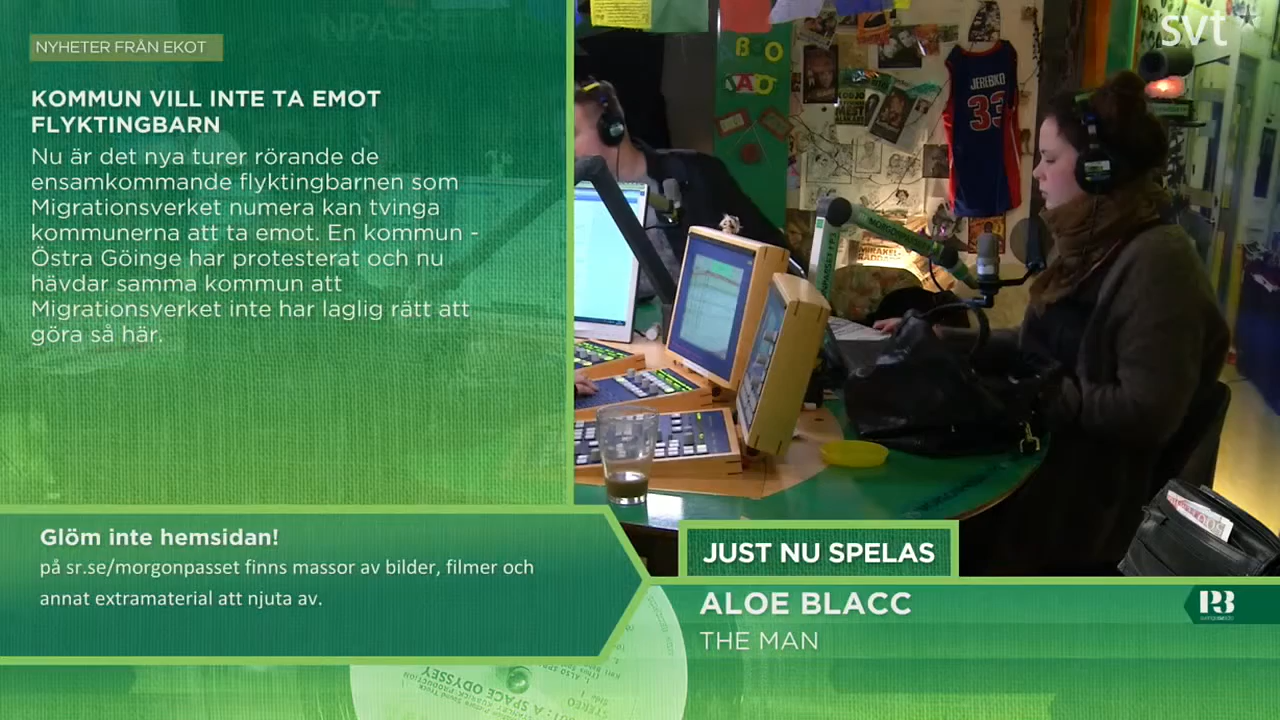 svt
NYHETER FRÅN EKOT
KOMMUN VILL INTE TA EMOT
FLYKTINGBARN
Nu är det nya turer rörande de
ensamkommande flyktingbarnen som
Migrationsverket numera kan tvinga
kommunerna att ta emot. En kommun -
Östra Göinge har protesterat och nu
hävdar samma kommun att
Migrationsverket inte har laglig rätt att
göra så här.
JEREBKO
33
Glöm inte hemsidan!
på sr.se/morgonpasset finns massor av bilder, filmer och
annat extramaterial att njuta av.
JUST NU SPELAS
ALOE BLACC
THE MAN
P3
A SPACE ODYSSEY
STEREO